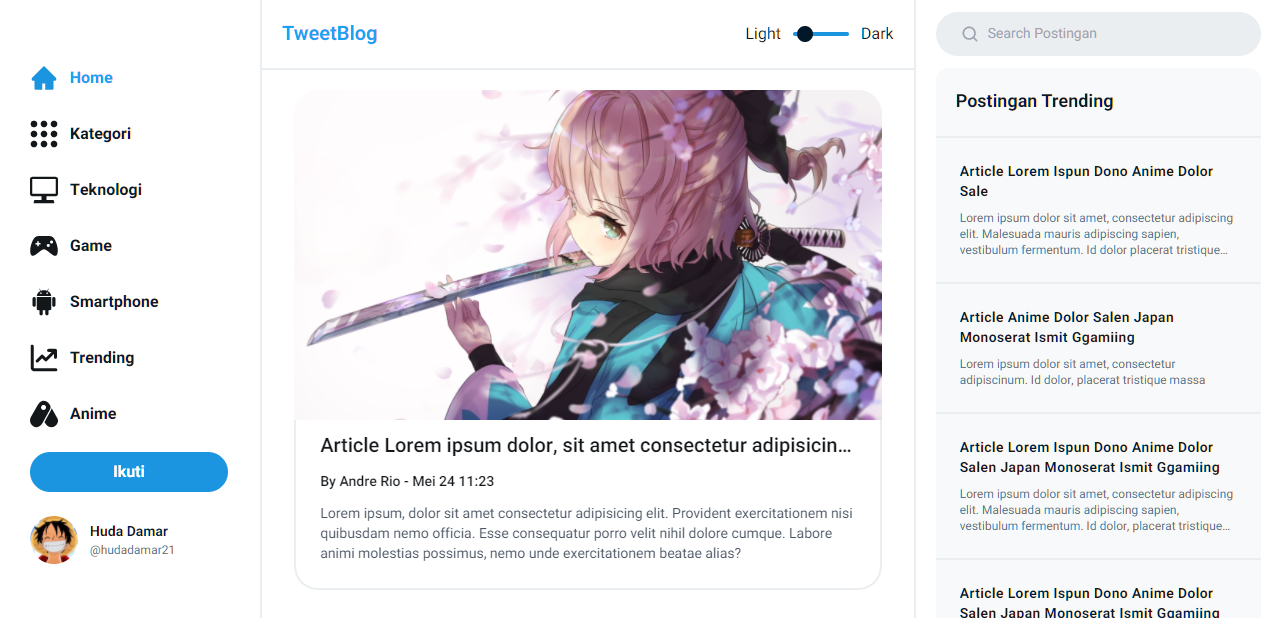 Home
Kategori
Teknologi
Game
Smartphone
Trending
Anime
Ikuti
Huda Damar
@hudadamar21
TweetBlog
Light
Dark
Article Lorem ipsum dolor, sit amet consectetur adipisicin...
By Andre Rio - Mei 24 11:23
Lorem ipsum, dolor sit amet consectetur adipisicing elit. Provident exercitationem nisi
quibusdam nemo officia. Esse consequatur porro velit nihil dolore cumque. Labore
animi molestias possimus, nemo unde exercitationem beatae alias?
Search Postingan
Postingan Trending
Article Lorem Ispun Dono Anime Dolor
Sale
Lorem ipsum dolor sit amet, consectetur adipiscing
elit. Malesuada mauris adipiscing sapien,
vestibulum fermentum. Id dolor placerat tristique...
Article Anime Dolor Salen Japan
Monoserat Ismit Ggamiing
Lorem ipsum dolor sit amet, consectetur
adipiscinum. Id dolor, placerat tristique massa
Article Lorem Ispun Dono Anime Dolor
Salen Japan Monoserat Ismit Ggamiing
Lorem ipsum dolor sit amet, consectetur adipiscing
elit. Malesuada mauris adipiscing sapien,
vestibulum fermentum. Id dolor, placerat tristique...
Article Lorem Ispun Dono Anime Dolor
Salen Japan Monoserat Ismit Ggamiing